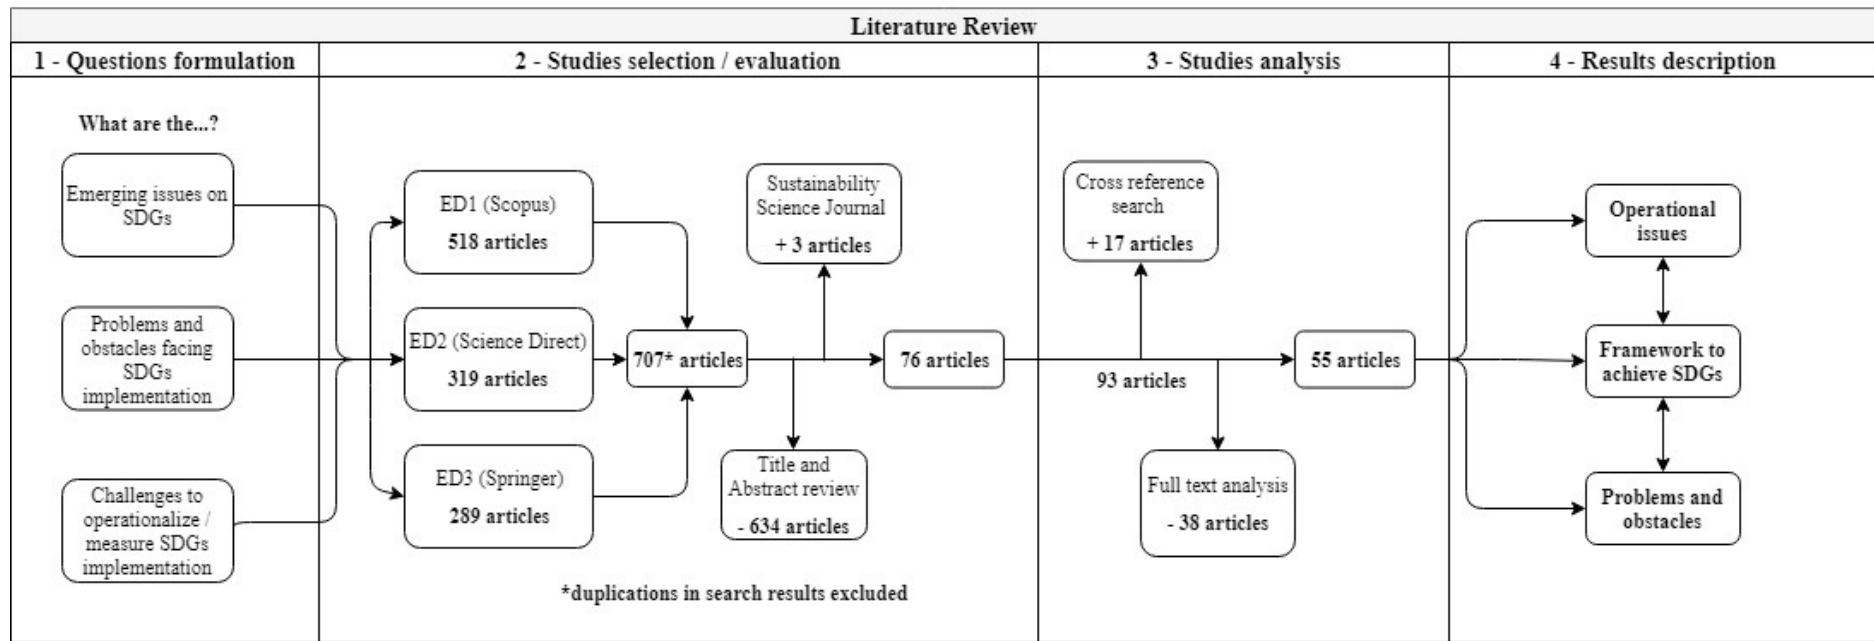 Literature Review
1 - Questions formulation
2 - Studies selection / evaluation
3 - Studies analysis
4 - Results description
What are the...?
Emerging issues on
SDGs
Problems and
obstacles facing
SDGs
implementation
Challenges to
operationalize /
measure SDGs
implementation
ED1 (Scopus)
518 articles
ED2 (Science Direct)
319 articles
ED3 (Springer)
289 articles
707* articles
Sustainability
Science Journal
+ 3 articles
Title and
Abstract review
- 634 articles
76 articles
*duplications in search results excluded
Cross reference
search
+ 17 articles
93 articles
Full text analysis
- 38 articles
55 articles
Operational
issues
Framework to
achieve SDGs
Problems and
obstacles